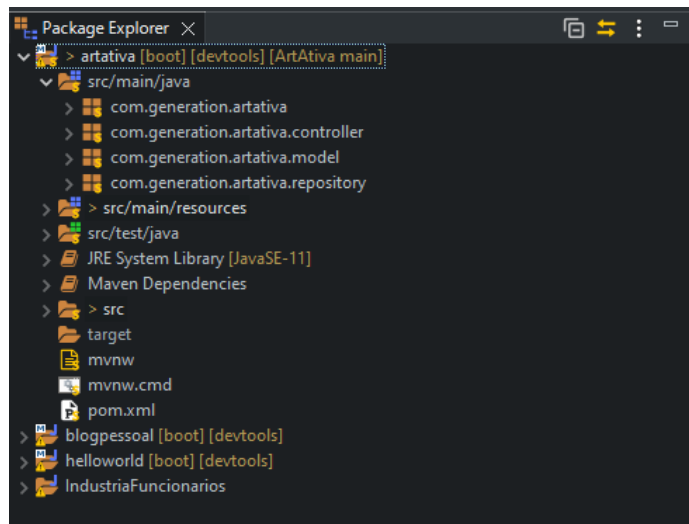 Package Explorer
> artativa [boot] [devtools] [ArtAtiva main]
src/main/java
com.generation.artativa
com.generation.artativa.controller
com.generation.artativa.model
com.generation.artativa.repository
> src/main/resources
src/test/java
JRE System Library [JavaSE-11]
Maven Dependencies
> src
target
mvnw
mvnw.cmd
pom.xml
blogpessoal [boot] [devtools]
helloworld [boot] [devtools]
IndustriaFuncionarios